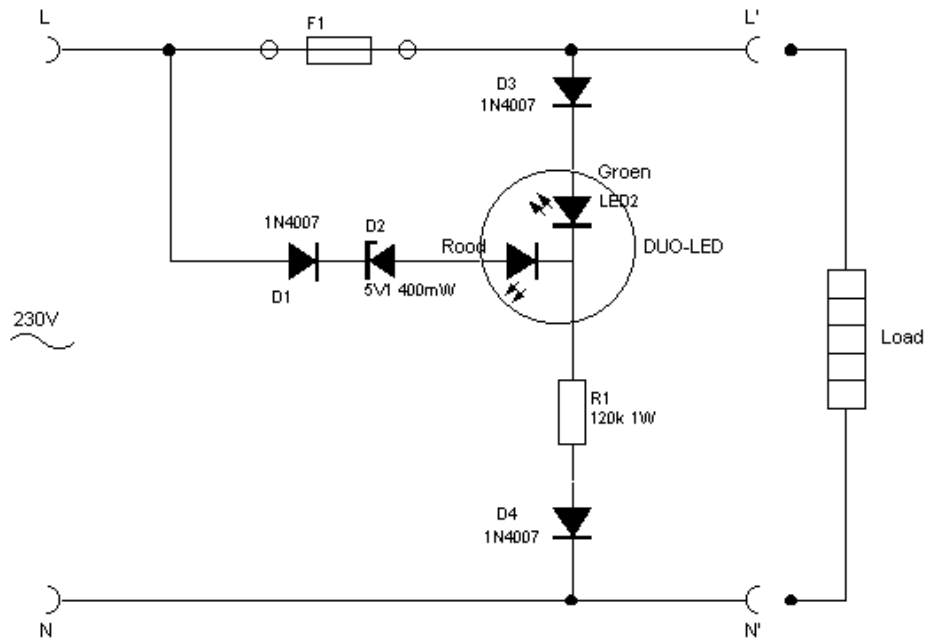 L
F1
L'
D3
1N4007
Groen
LED2
1N4007
D2
Rood
DUO-LED
D1
5V1 400mW
230V
Load
R1
120k 1W
D4
1N4007
N
N'